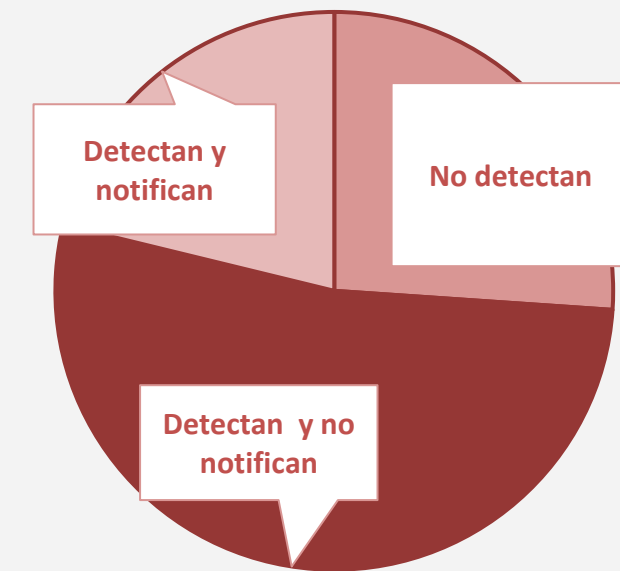 Detectan y
notifican
No detectan
Detectan  y no
notifican